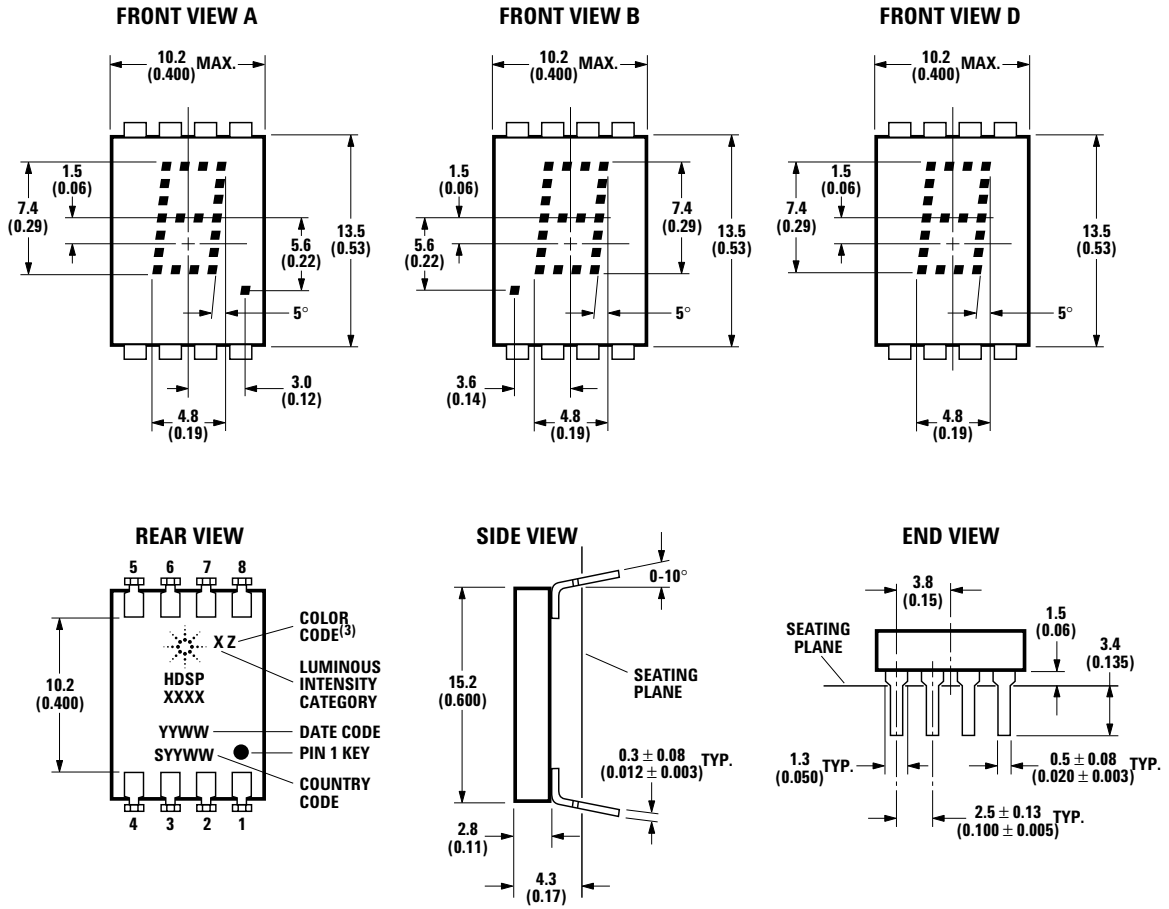 FRONT VIEW A
10.2
(0.400) MAX.
1.5
(0.06)
7.4
(0.29)
5.6
(0.22)
13.5
(0.53)
5°
3.0
(0.12)
4.8
(0.19)
FRONT VIEW B
10.2
(0.400) MAX.
1.5
(0.06)
5.6
(0.22)
7.4
(0.29)
13.5
(0.53)
5°
3.6
(0.14)
4.8
(0.19)
FRONT VIEW D
10.2
(0.400) MAX.
1.5
(0.06)
7.4
(0.29)
13.5
(0.53)
5°
4.8
(0.19)
REAR VIEW
5 6 7 8
10.2
(0.400)
X Z
HDSP
XXXX
YYWW
SYYWW
COLOR
CODE(3)
LUMINOUS
INTENSITY
CATEGORY
DATE CODE
PIN 1 KEY
COUNTRY
CODE
4 3 2 1
SIDE VIEW
0-10°
15.2
(0.600)
SEATING
PLANE
0.3 ± 0.08
(0.012 ± 0.003) TYP.
2.8
(0.11)
4.3
(0.17)
END VIEW
3.8
(0.15)
1.5
(0.06)
SEATING
PLANE
3.4
(0.135)
1.3
(0.050) TYP.
0.5 ± 0.08
(0.020 ± 0.003) TYP.
2.5 ± 0.13
(0.100 ± 0.005) TYP.